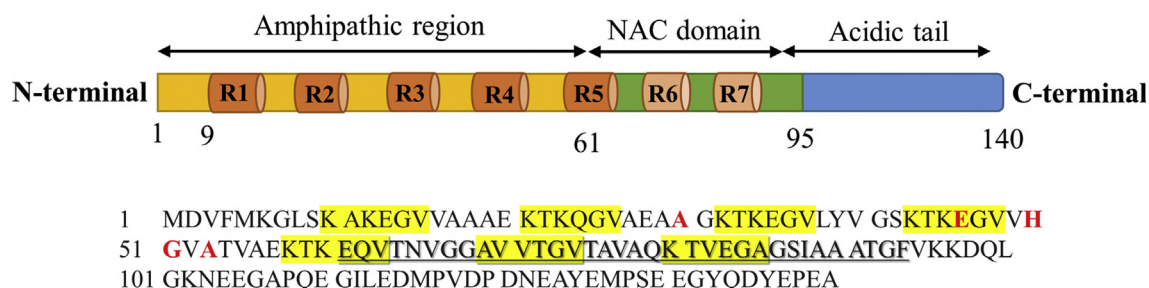 Amphipathic region NAC domain Acidic tail
N-terminal R1 R2 R3 R4 R5 R6 R7 C-terminal
1 9 61 95 140
1 MDVFMKGLSK AKEGVVAAAE KTKQGVAEAA GKTKEGVLYV GSKTKEGVVH
51 GVATVAEKTK EQVTNVGGAV VTGVTAVAQK TVEGAGSIAA ATGFVKKDQL
101 GKNEEGAPQE GILEDMPVDP DNEAYEMPSE EGYQDYEPEA